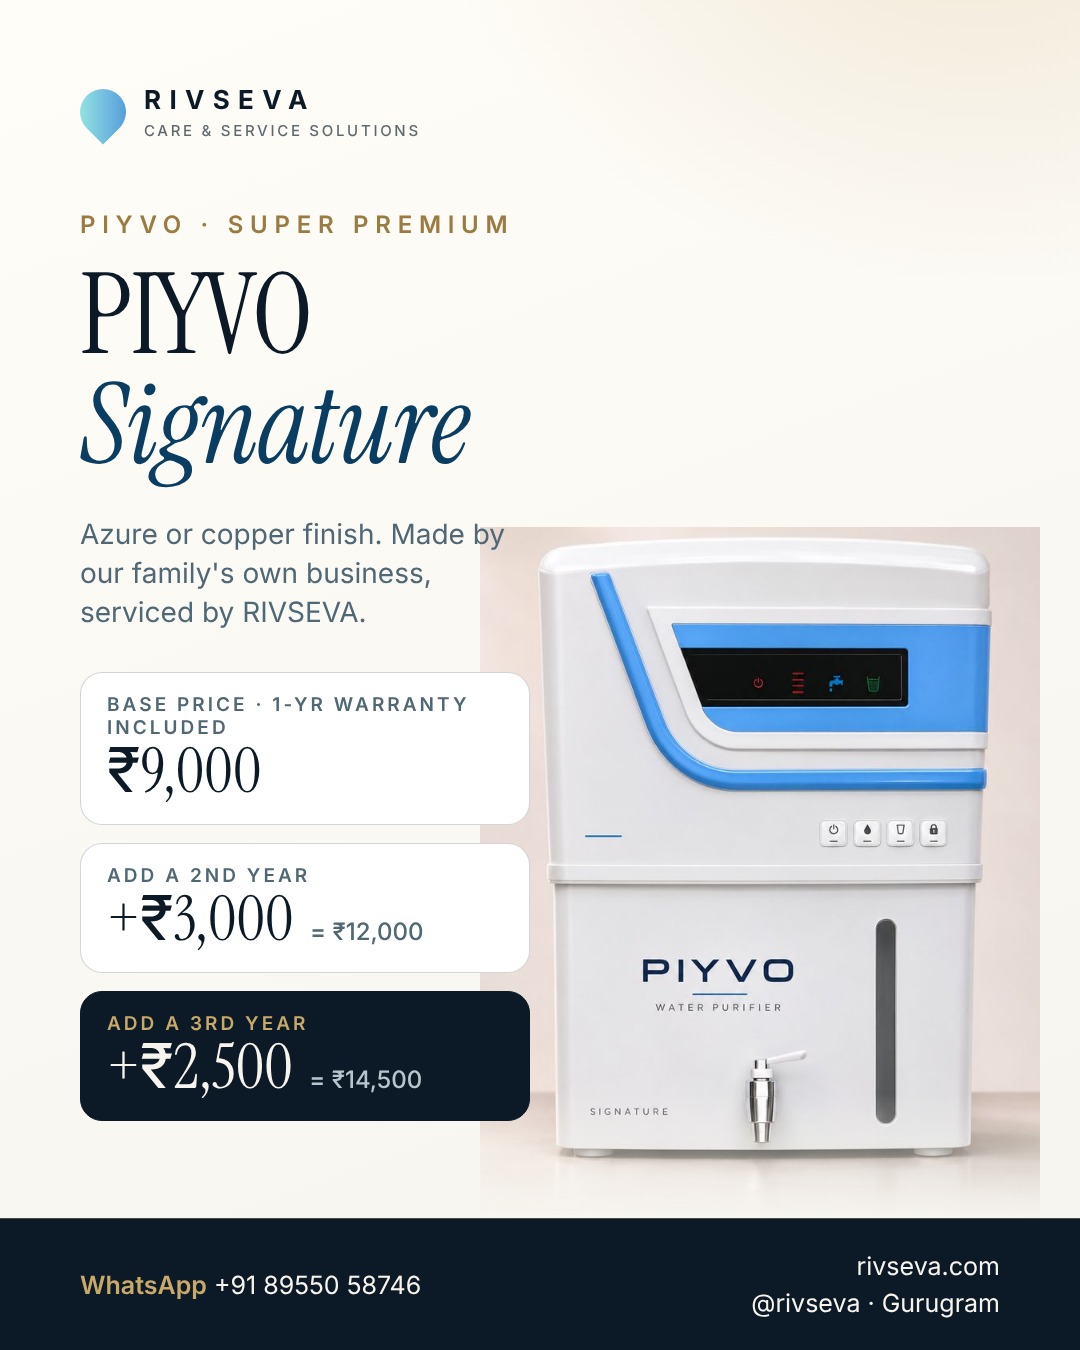 RIVSEVA
CARE & SERVICE SOLUTIONS
PIYVO · SUPER PREMIUM
PIYVO
Signature
Azure or copper finish. Made by
our family's own business,
serviced by RIVSEVA.
BASE PRICE · 1-YR WARRANTY
INCLUDED
₹9,000
ADD A 2ND YEAR
+₹3,000 = ₹12,000
ADD A 3RD YEAR
+₹2,500 = ₹14,500
PIYVO
WATER PURIFIER
SIGNATURE
WhatsApp +91 89550 58746
rivseva.com
@rivseva · Gurugram